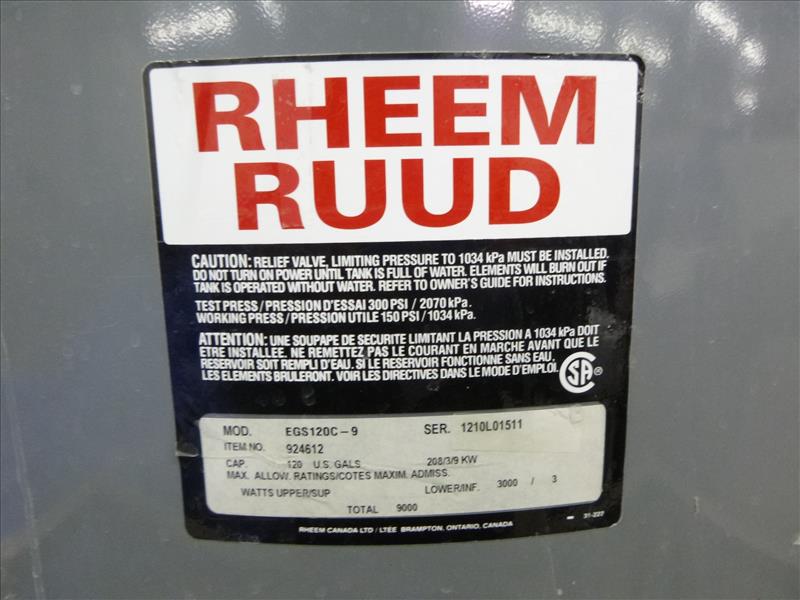 RHEEM
RUUD
CAUTION: RELIEF VALVE, LIMITING PRESSURE TO 1034 kPa MUST BE INSTALLED.
DO NOT TURN ON POWER UNTIL TANK IS FULL OF WATER. ELEMENTS WILL BURN OUT IF
TANK IS OPERATED WITHOUT WATER. REFER TO OWNER'S GUIDE FOR INSTRUCTIONS.
TEST PRESS / PRESSION D'ESSAI 300 PSI / 2070 kPa.
WORKING PRESS / PRESSION UTILE 150 PSI / 1034 kPa.
ATTENTION: UNE SOUPAPE DE SECURITE LIMITANT LA PRESSION A 1034 kPa DOIT
ETRE INSTALLEE. NE REMETTEZ PAS LE COURANT EN MARCHE AVANT QUE LE
RESERVOIR SOIT REMPLI D'EAU. SI LE RESERVOIR FONCTIONNE SANS EAU,
LES ELEMENTS BRULERONT. VOIR LES DIRECTIVES DANS LE MODE D'EMPLOI.
SA ®
MOD. EGS120C-9 SER. 1210L01511
ITEM NO. 924612
CAP. 120 U.S. GALS 208/3/9 KW
MAX. ALLOW. RATINGS/COTES MAXIM. ADMISS.
WATTS UPPER/SUP LOWER/INF. 3000 / 3
TOTAL 9000
RHEEM CANADA LTD / LTÉE BRAMPTON, ONTARIO, CANADA
31-227